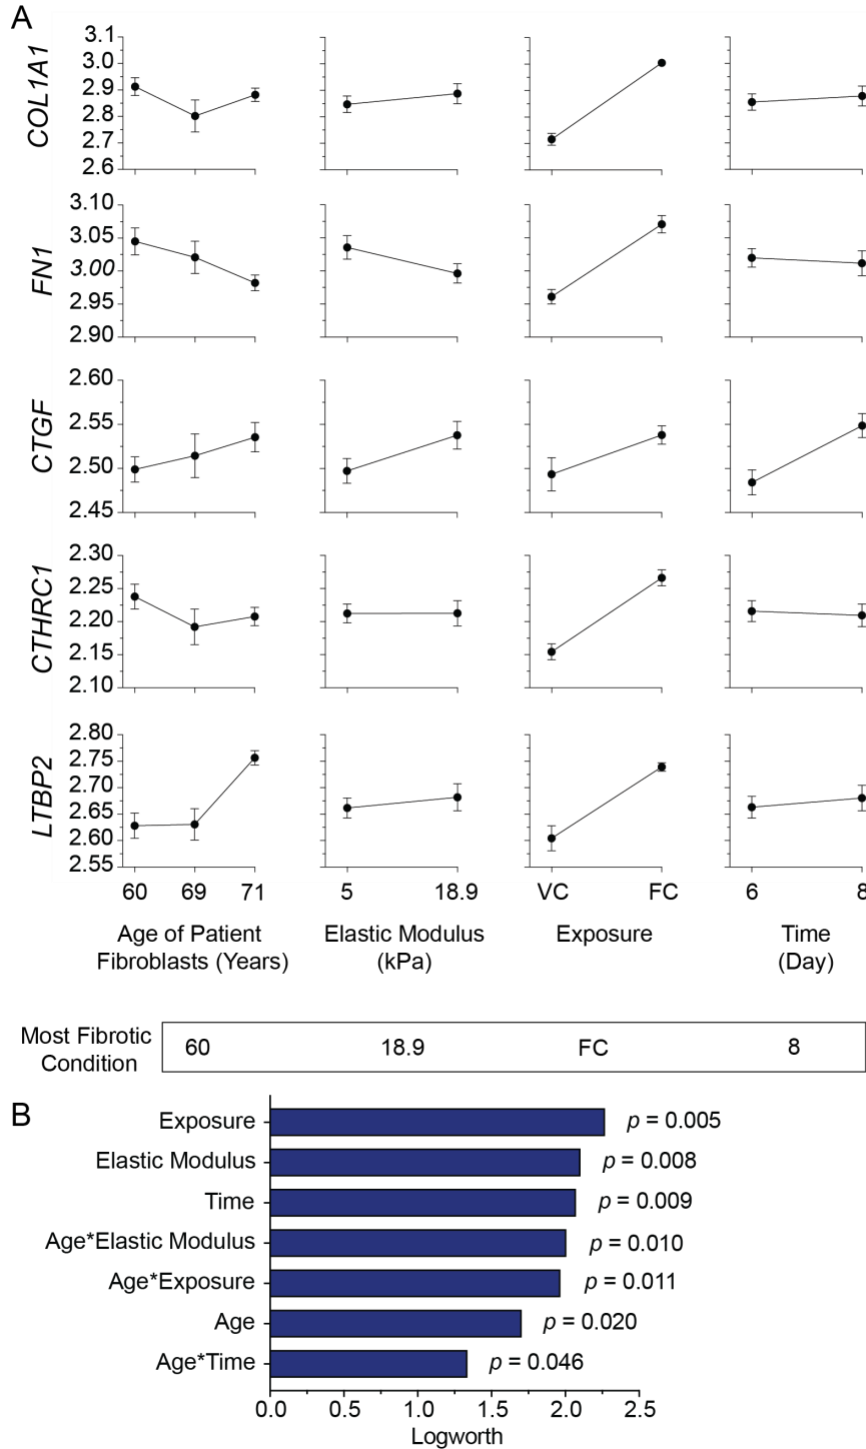 A
COL1A1
3.1
3.0
2.9
2.8
2.7
2.6
FN1
3.10
3.05
3.00
2.95
2.90
CTGF
2.60
2.55
2.50
2.45
CTHRC1
2.30
2.25
2.20
2.15
2.10
LTBP2
2.80
2.75
2.70
2.65
2.60
2.55
60 69 71 5 18.9 VC FC 6 8
Age of Patient Elastic Modulus Exposure Time
Fibroblasts (Years) (kPa) (Day)
Most Fibrotic
Condition
60 18.9 FC 8
B
Exposure p = 0.005
Elastic Modulus p = 0.008
Time p = 0.009
Age*Elastic Modulus p = 0.010
Age*Exposure p = 0.011
Age p = 0.020
Age*Time p = 0.046
0.0 0.5 1.0 1.5 2.0 2.5
Logworth